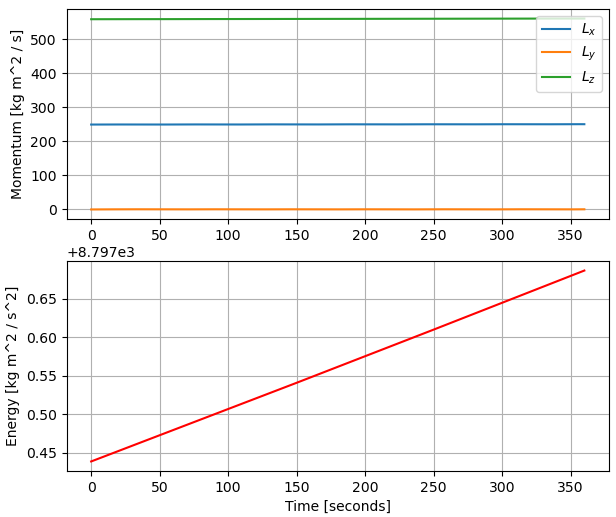 Momentum [kg m^2 / s]
500
400
300
200
100
0
L_x
L_y
L_z
0 50 100 150 200 250 300 350
+8.797e3
Energy [kg m^2 / s^2]
0.65
0.60
0.55
0.50
0.45
0 50 100 150 200 250 300 350
Time [seconds]